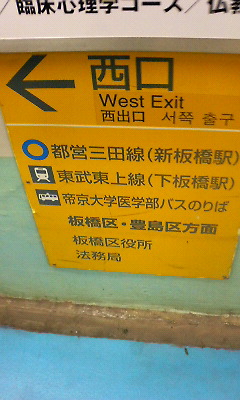 ／臨床心理学コース／仏教
西口
West Exit
西出口 서쪽 출구
都営三田線(新板橋駅)
東武東上線(下板橋駅)
帝京大学医学部バスのりば
板橋区・豊島区方面
板橋区役所
法務局